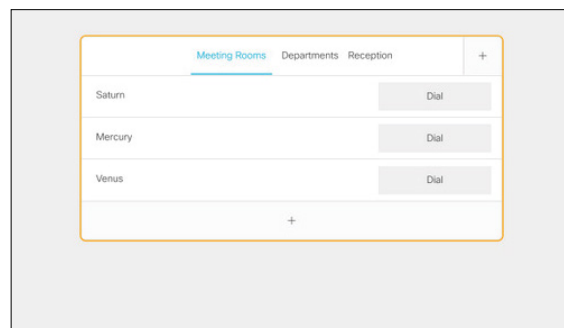 Meeting Rooms Departments Reception +
Saturn Dial
Mercury Dial
Venus Dial
+